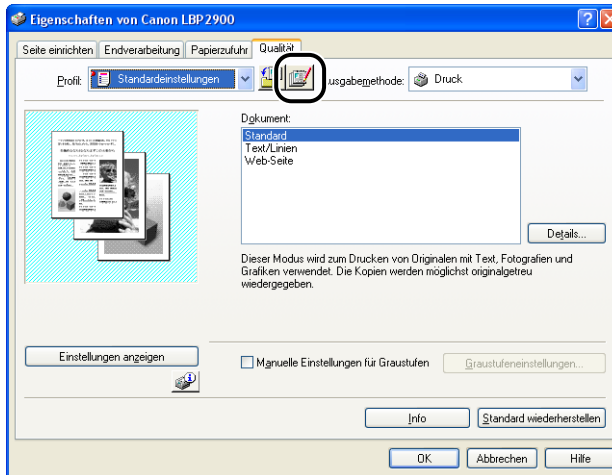 Eigenschaften von Canon LBP2900
Seite einrichten Endverarbeitung Papierzufuhr Qualität
Profil: Standardeinstellungen usgabemethode: Druck
Dokument:
Standard
Text/Linien
Web-Seite
Details...
Dieser Modus wird zum Drucken von Originalen mit Text, Fotografien und
Grafiken verwendet. Die Kopien werden möglichst originalgetreu
wiedergegeben.
Einstellungen anzeigen
Manuelle Einstellungen für Graustufen Graustufeneinstellungen...
Info Standard wiederherstellen
OK Abbrechen Hilfe